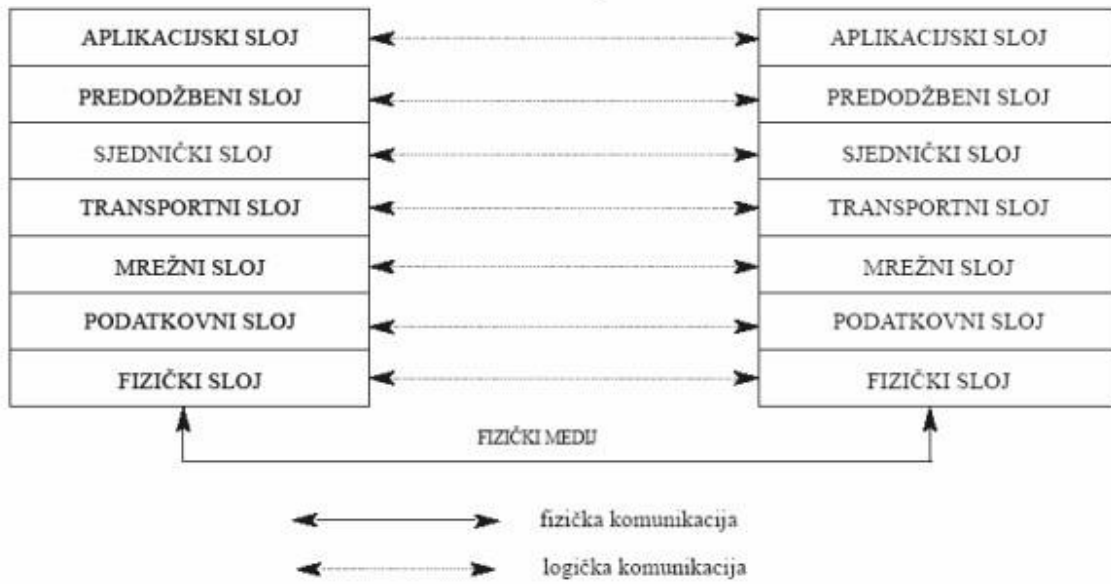 APLIKACIJSKI SLOJ APLIKACIJSKI SLOJ
PREDODŽBENI SLOJ PREDODŽBENI SLOJ
SJEDNIČKI SLOJ SJEDNIČKI SLOJ
TRANSPORTNI SLOJ TRANSPORTNI SLOJ
MREŽNI SLOJ MREŽNI SLOJ
PODATKOVNI SLOJ PODATKOVNI SLOJ
FIZIČKI SLOJ FIZIČKI SLOJ
FIZIČKI MEDIJ
fizička komunikacija
logička komunikacija